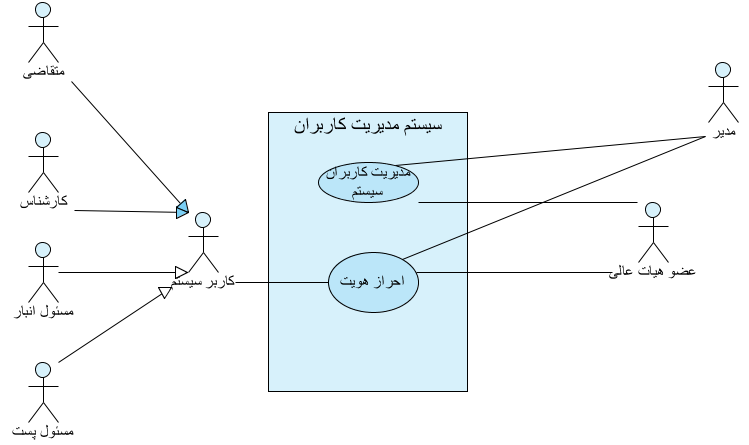 متقاضی
سیستم مدیریت کاربران
مدیر
مدیریت کاربران
سیستم
کارشناس
عضو هیات عالی
کاربر سیستم
احراز هویت
مسئول انبار
مسئول پست